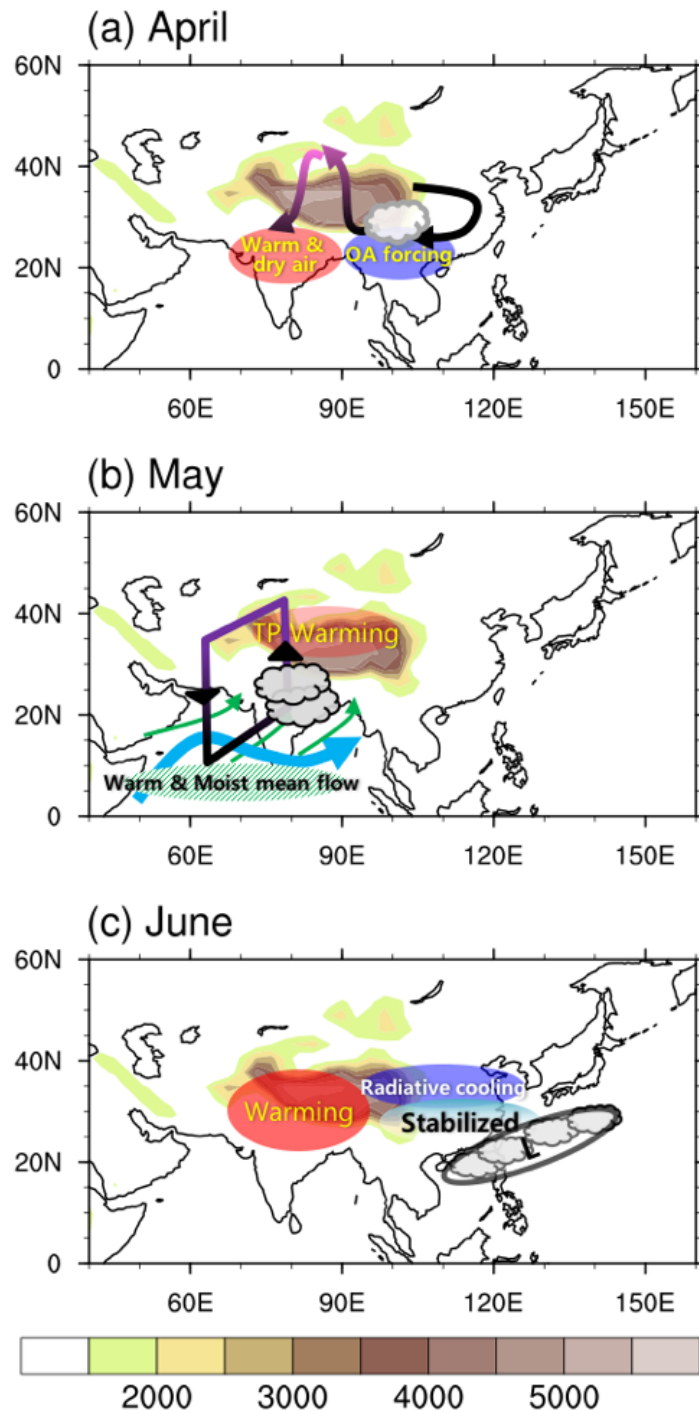 (a) April
60N
40N
20N
0
Warm &
dry air
OA forcing
60E 90E 120E 150E
(b) May
60N
40N
20N
0
TP Warming
Warm & Moist mean flow
60E 90E 120E 150E
(c) June
60N
40N
20N
0
Radiative cooling
Warming
Stabilized
L
60E 90E 120E 150E
2000 3000 4000 5000